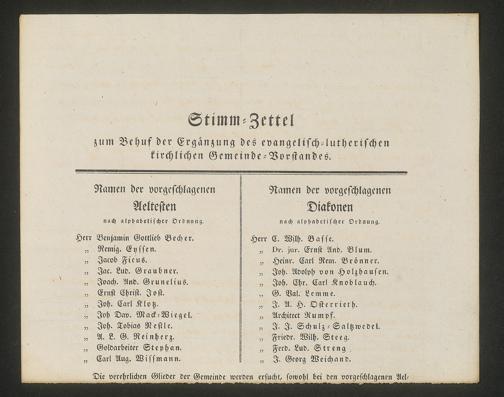 Stimm-Zettel
zum Behuf der Ergänzung des evangelisch-lutherischen
kirchlichen Gemeinde-Vorstandes.
Namen der vorgeschlagenen
Aeltesten
nach alphabetischer Ordnung.
Herr Benjamin Gottlieb Becher.
„ Remig. Eyssen.
„ Jacob Ficus.
„ Jac. Lud. Graubner.
„ Joach. And. Grunelius.
„ Ernst Christ. Jost.
„ Joh. Carl Klotz.
„ Joh Dav. Mack-Wiegel.
„ Joh. Tobias Nestle.
„ A. L. G. Reinherz.
„ Goldarbeiter Stephan.
„ Carl Aug. Wissmann.
Namen der vorgeschlagenen
Diakonen
nach alphabetischer Ordnung.
Herr C. Wilh. Basse.
„ Dr. jur. Ernst And. Blum.
„ Heinr. Carl Rem. Brönner.
„ Joh. Adolph von Holzhausen.
„ Joh. Chr. Carl Knoblauch.
„ G. Val. Lemme.
„ J. A. H. Osterrieth.
„ Architect Rumpf.
„ J. J. Schulz-Saltzwedel.
„ Friedr. Wilh. Steeg.
„ Ferd. Lud. Streng.
„ J. Georg Weichand.
Die verehrlichen Glieder der Gemeinde werden ersucht, sowohl bei den vorgeschlagenen Ael-